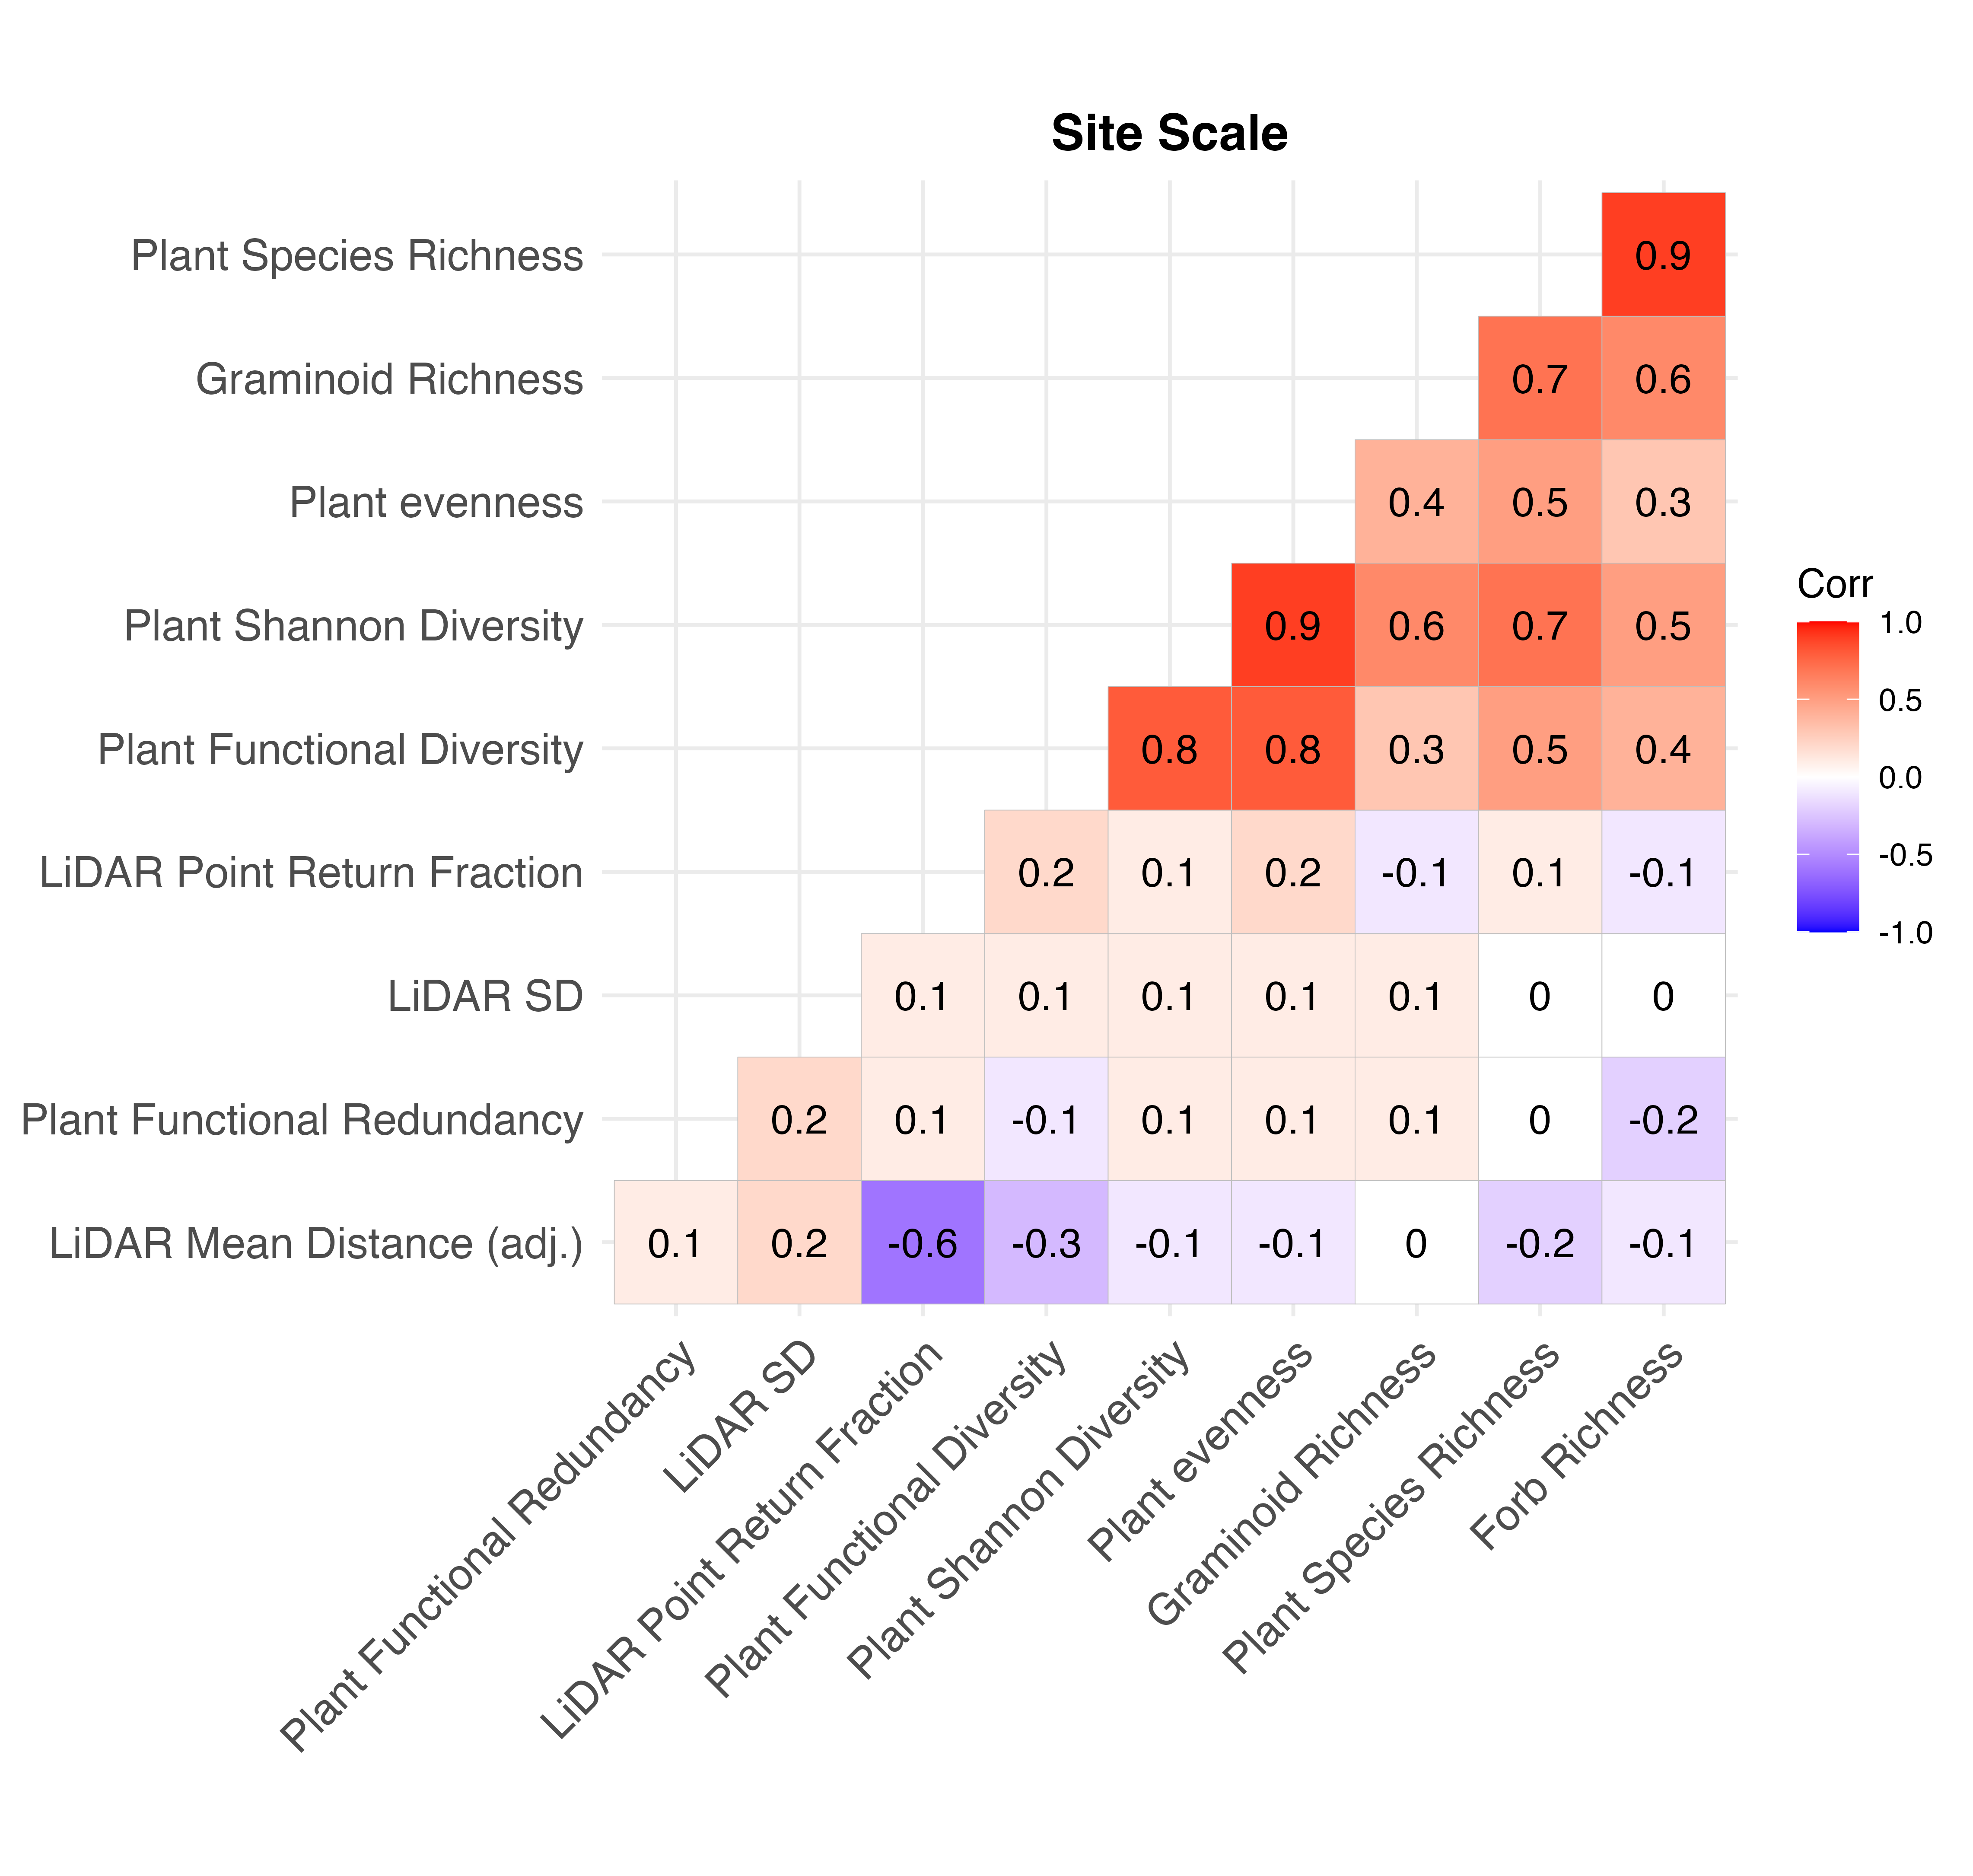 Site Scale
Plant Species Richness 0.9
Graminoid Richness 0.7 0.6
Plant evenness 0.4 0.5 0.3
Plant Shannon Diversity 0.9 0.6 0.7 0.5
Plant Functional Diversity 0.8 0.8 0.3 0.5 0.4
LiDAR Point Return Fraction 0.2 0.1 0.2 -0.1 0.1 -0.1
LiDAR SD 0.1 0.1 0.1 0.1 0.1 0 0
Plant Functional Redundancy 0.2 0.1 -0.1 0.1 0.1 0.1 0 -0.2
LiDAR Mean Distance (adj.) 0.1 0.2 -0.6 -0.3 -0.1 -0.1 0 -0.2 -0.1
Plant Functional Redundancy
LiDAR SD
LiDAR Point Return Fraction
Plant Functional Diversity
Plant Shannon Diversity
Plant evenness
Graminoid Richness
Plant Species Richness
Forb Richness
Corr
1.0
0.5
0.0
-0.5
-1.0